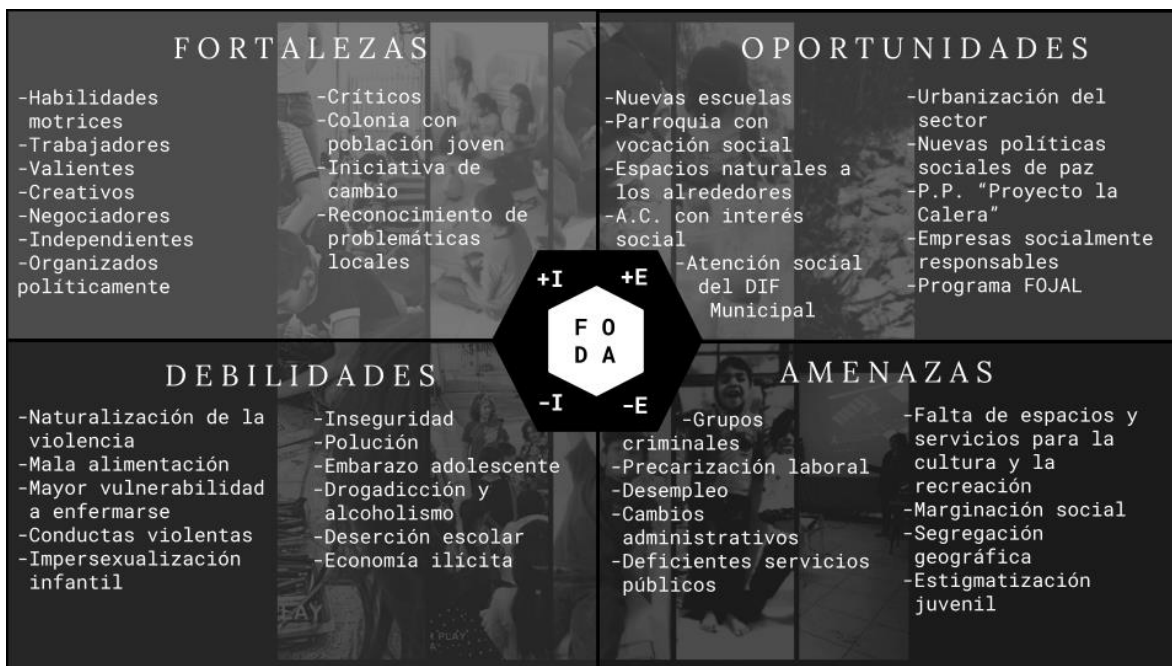 FORTALEZAS
-Habilidades
motrices
-Trabajadores
-Valientes
-Creativos
-Negociadores
-Independientes
-Organizados
políticamente
-Críticos
-Colonia con
población joven
-Iniciativa de
cambio
-Reconocimiento de
problemáticas
locales
OPORTUNIDADES
-Nuevas escuelas
-Parroquia con
vocación social
-Espacios naturales a
los alrededores
-A.C. con interés
social
-Atención social
del DIF
Municipal
-Urbanización del
sector
-Nuevas políticas
sociales de paz
-P.P. "Proyecto la
Calera"
-Empresas socialmente
responsables
-Programa FOJAL
+I +E
F O
D A
-I -E
DEBILIDADES
-Naturalización de la
violencia
-Mala alimentación
-Mayor vulnerabilidad
a enfermarse
-Conductas violentas
-Impersexualización
infantil
-Inseguridad
-Polución
-Embarazo adolescente
-Drogadicción y
alcoholismo
-Deserción escolar
-Economía ilícita
AMENAZAS
-Grupos
criminales
-Precarización laboral
-Desempleo
-Cambios
administrativos
-Deficientes servicios
públicos
-Falta de espacios y
servicios para la
cultura y la
recreación
-Marginación social
-Segregación
geográfica
-Estigmatización
juvenil
PLAY